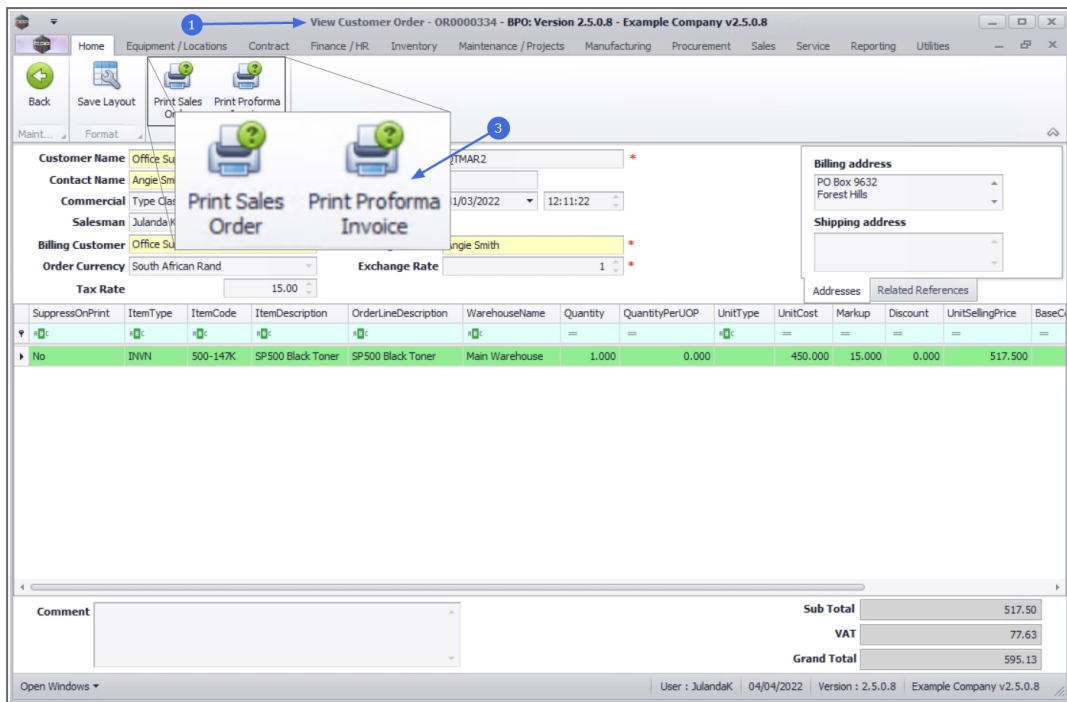 1
View Customer Order - OR0000334 - BPO: Version 2.5.0.8 - Example Company v2.5.0.8
Home Equipment / Locations Contract Finance / HR Inventory Maintenance / Projects Manufacturing Procurement Sales Service Reporting Utilities
Back Save Layout Print Sales Print Proforma
Maint... Format
3
Print Sales Order
Print Proforma Invoice
Customer Name Office Su TMAR2 *
Contact Name Angie Sm
Commercial Type Clas 1/03/2022 12:11:22
Salesman Julanda K
Billing Customer Office Su ngie Smith *
Order Currency South African Rand Exchange Rate 1 *
Tax Rate 15.00
Billing address
PO Box 9632
Forest Hills
Shipping address
Addresses Related References
SuppressOnPrint ItemType ItemCode ItemDescription OrderLineDescription WarehouseName Quantity QuantityPerUOP UnitType UnitCost Markup Discount UnitSellingPrice BaseC
No INVN 500-147K SP500 Black Toner SP500 Black Toner Main Warehouse 1.000 0.000 450.000 15.000 0.000 517.500
Comment
Sub Total 517.50
VAT 77.63
Grand Total 595.13
Open Windows User : JulandaK 04/04/2022 Version : 2.5.0.8 Example Company v2.5.0.8